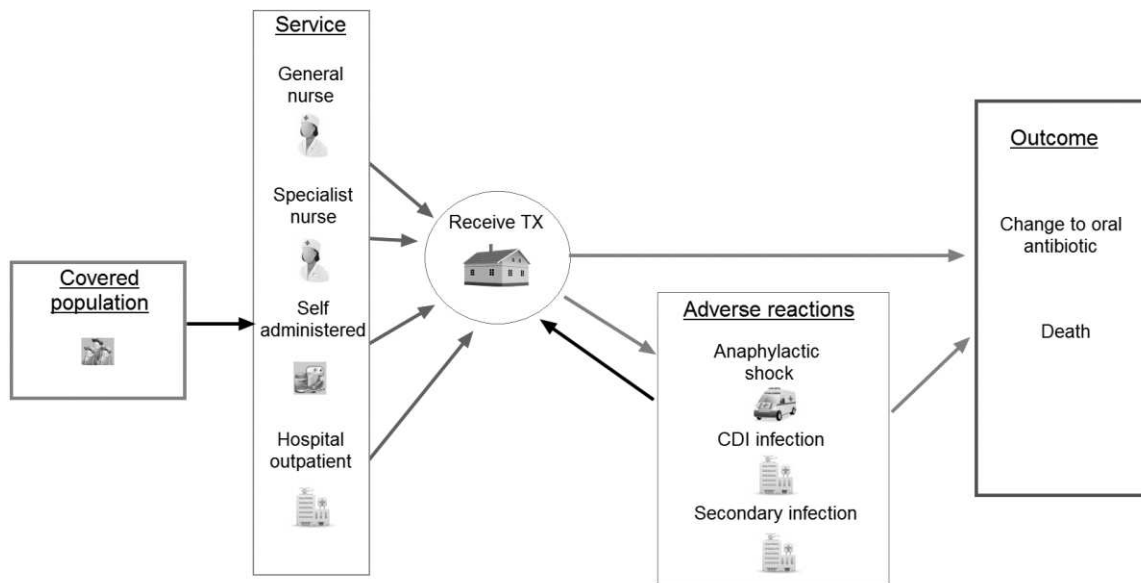 Covered
population
Service
General
nurse
Specialist
nurse
Self
administered
Hospital
outpatient
Receive TX
Adverse reactions
Anaphylactic
shock
CDI infection
Secondary infection
Outcome
Change to oral
antibiotic
Death